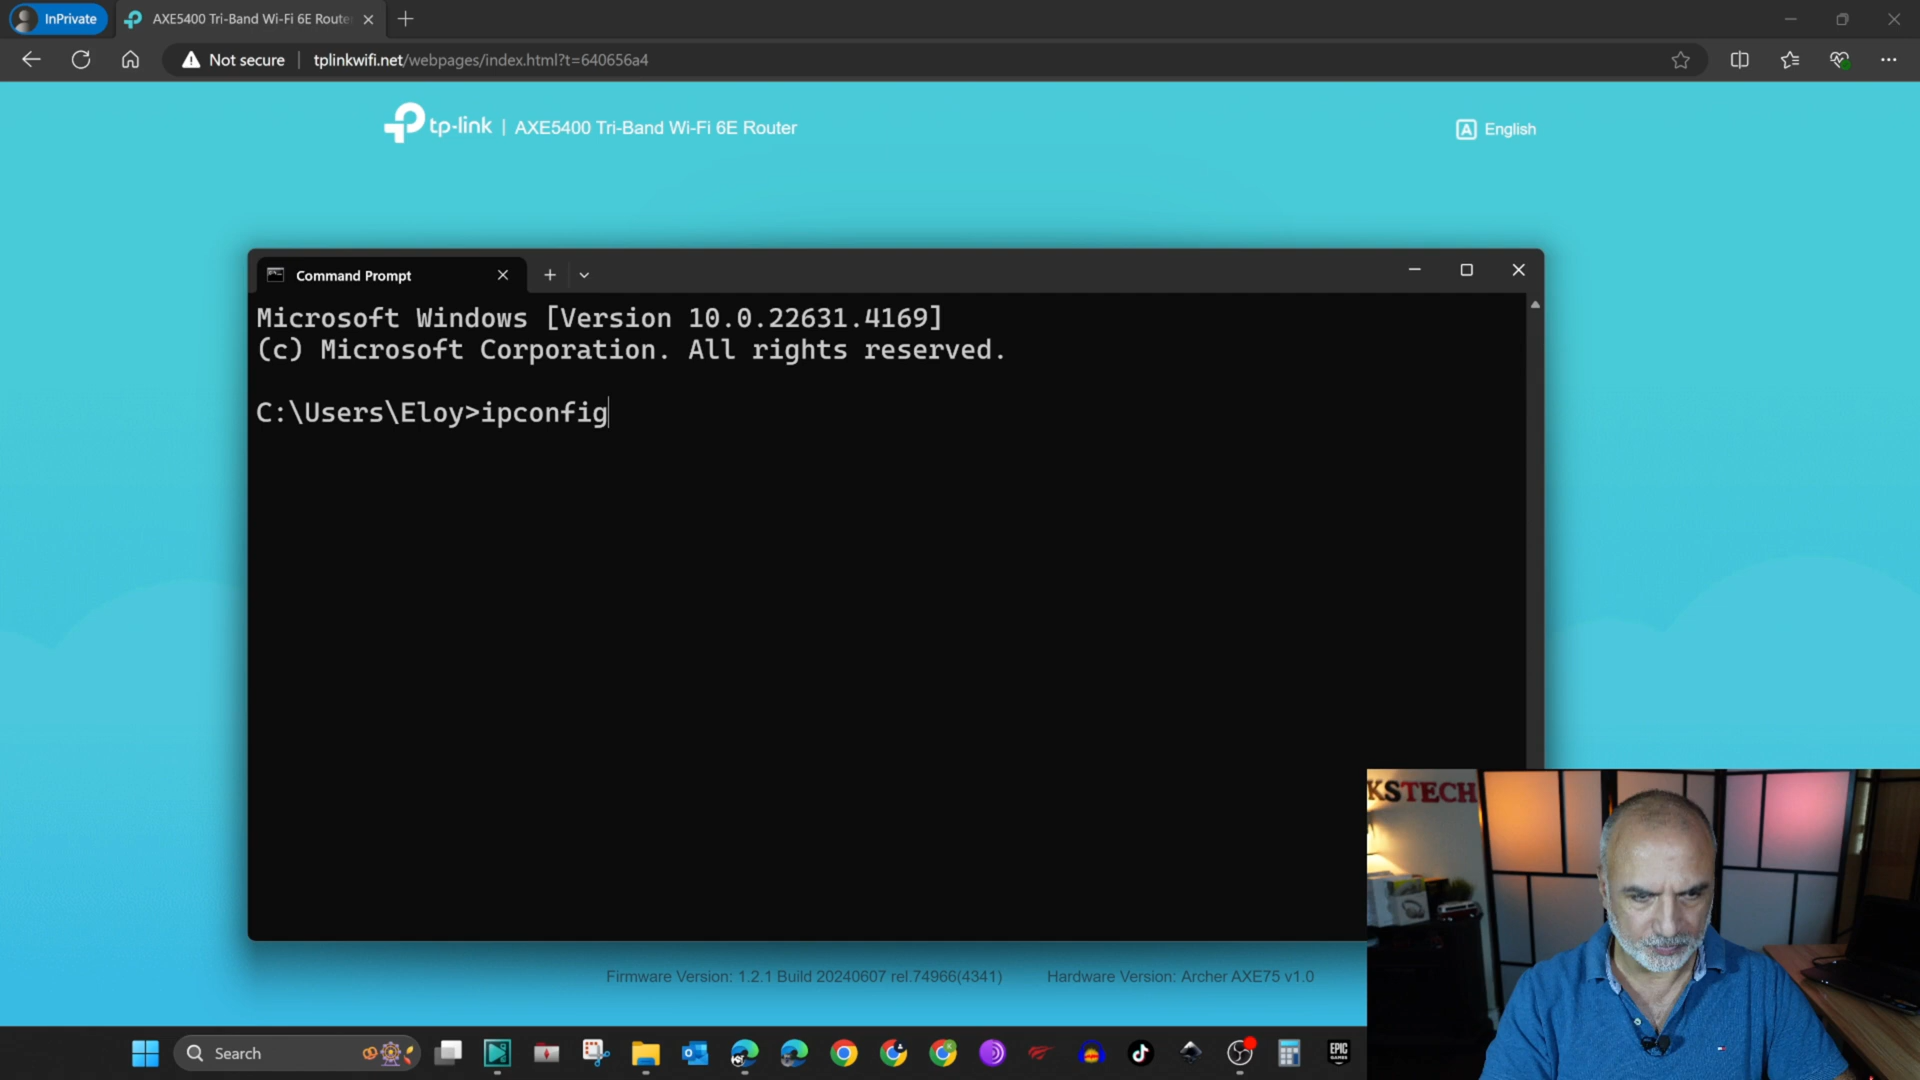 InPrivate
AXE5400 Tri-Band Wi-Fi 6E Route
Not secure
tplinkwifi.net/webpages/index.html?t=640656a4
tp-link | AXE5400 Tri-Band Wi-Fi 6E Router
A English
Command Prompt
Microsoft Windows [Version 10.0.22631.4169]
(c) Microsoft Corporation. All rights reserved.
C:\Users\Eloy>ipconfig
KSTECH
Firmware Version: 1.2.1 Build 20240607 rel.74966(4341)
Hardware Version: Archer AXE75 v1.0
Search
EPIC
GAMES